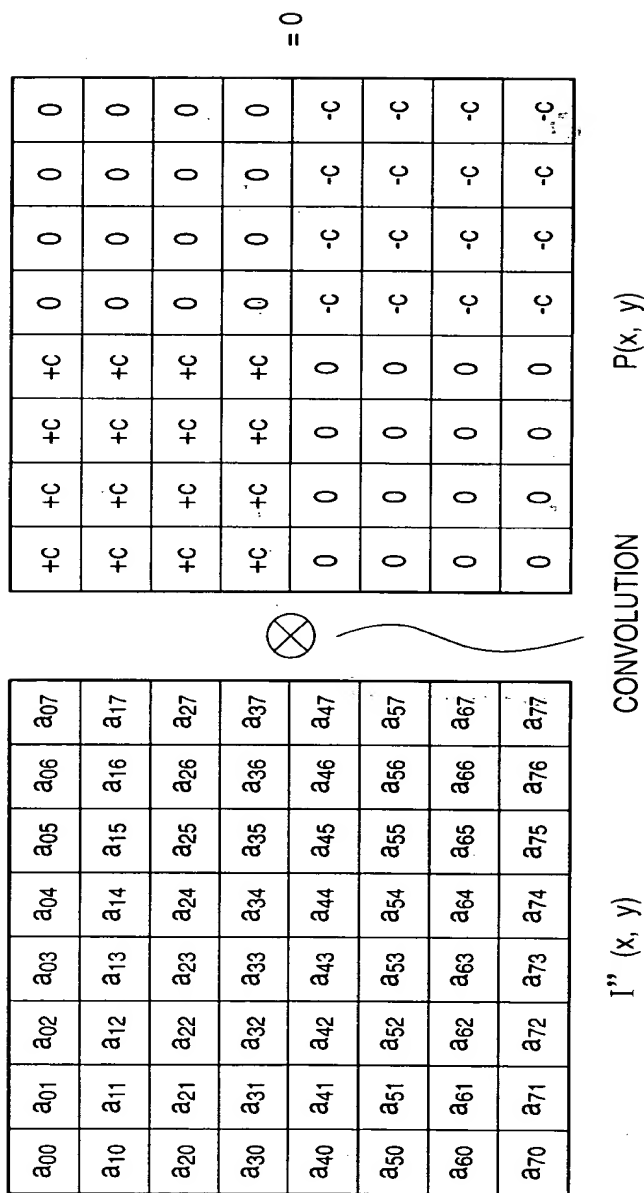 a00 a01 a02 a03 a04 a05 a06 a07
a10 a11 a12 a13 a14 a15 a16 a17
a20 a21 a22 a23 a24 a25 a26 a27
a30 a31 a32 a33 a34 a35 a36 a37
a40 a41 a42 a43 a44 a45 a46 a47
a50 a51 a52 a53 a54 a55 a56 a57
a60 a61 a62 a63 a64 a65 a66 a67
a70 a71 a72 a73 a74 a75 a76 a77
I" (x, y)
⊗
CONVOLUTION
+C +C +C +C 0 0 0 0
+C +C +C +C 0 0 0 0
+C +C +C +C 0 0 0 0
+C +C +C +C 0 0 0 0
0 0 0 0 -C -C -C -C
0 0 0 0 -C -C -C -C
0 0 0 0 -C -C -C -C
0 0 0 0 -C -C -C -C
P(x, y)
= 0